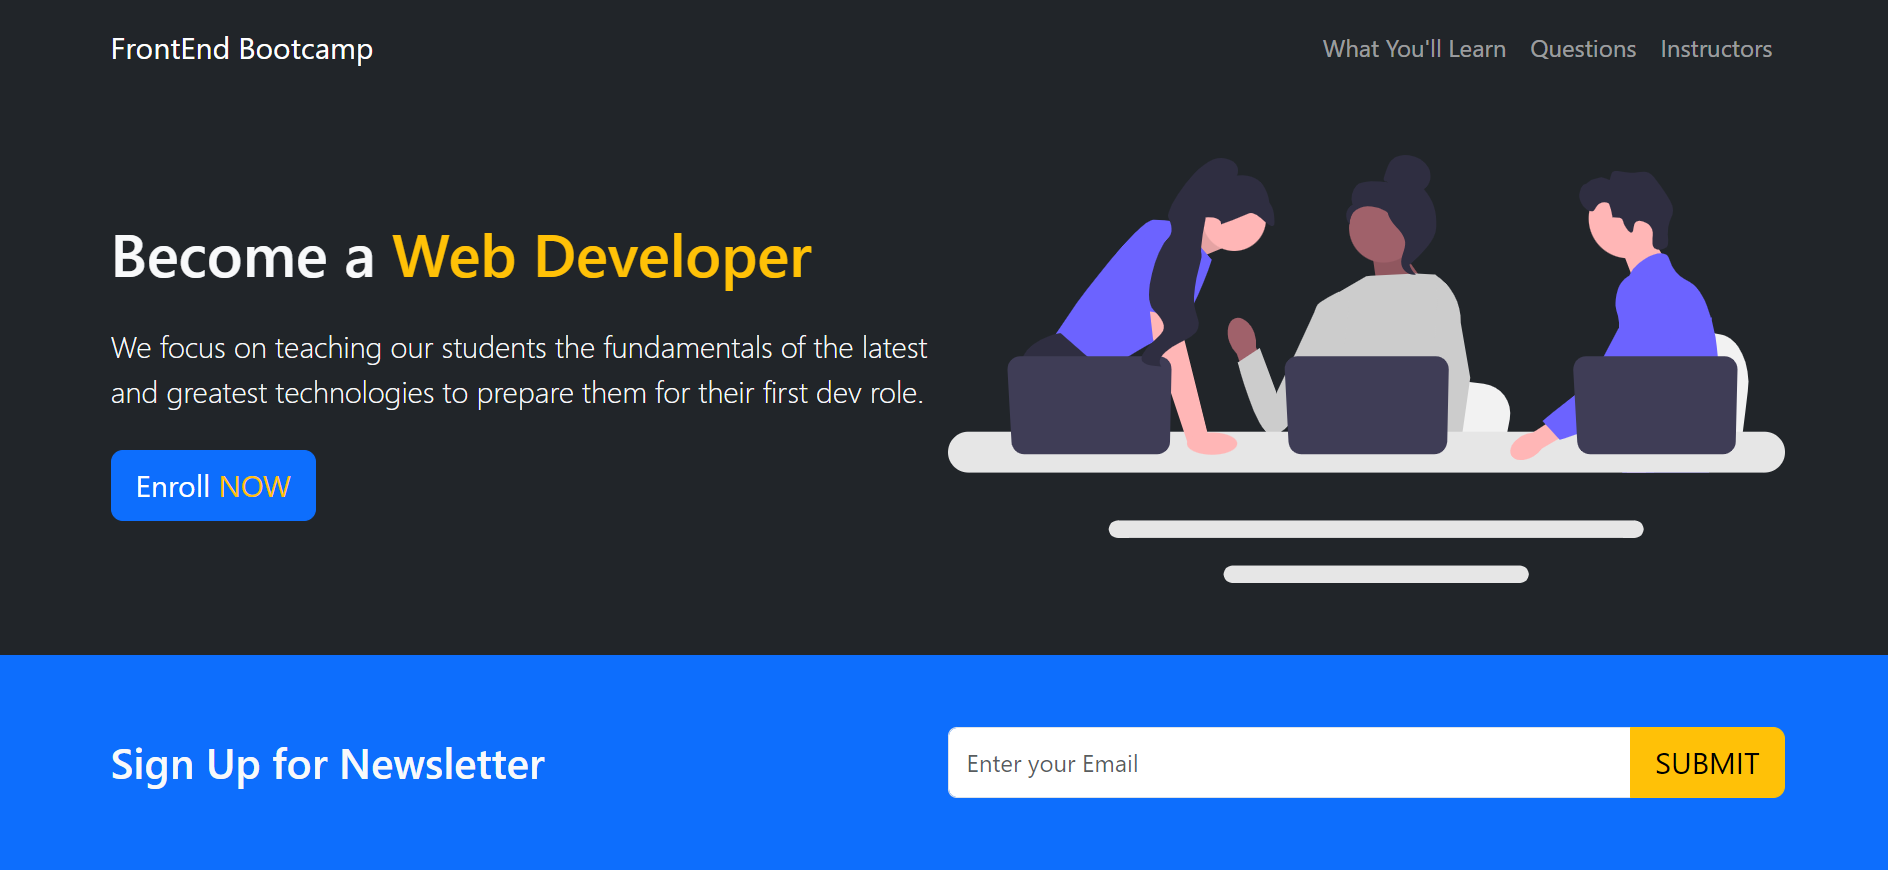 FrontEnd Bootcamp
What You'll Learn Questions Instructors
Become a Web Developer
We focus on teaching our students the fundamentals of the latest
and greatest technologies to prepare them for their first dev role.
Enroll NOW
Sign Up for Newsletter
Enter your Email
SUBMIT